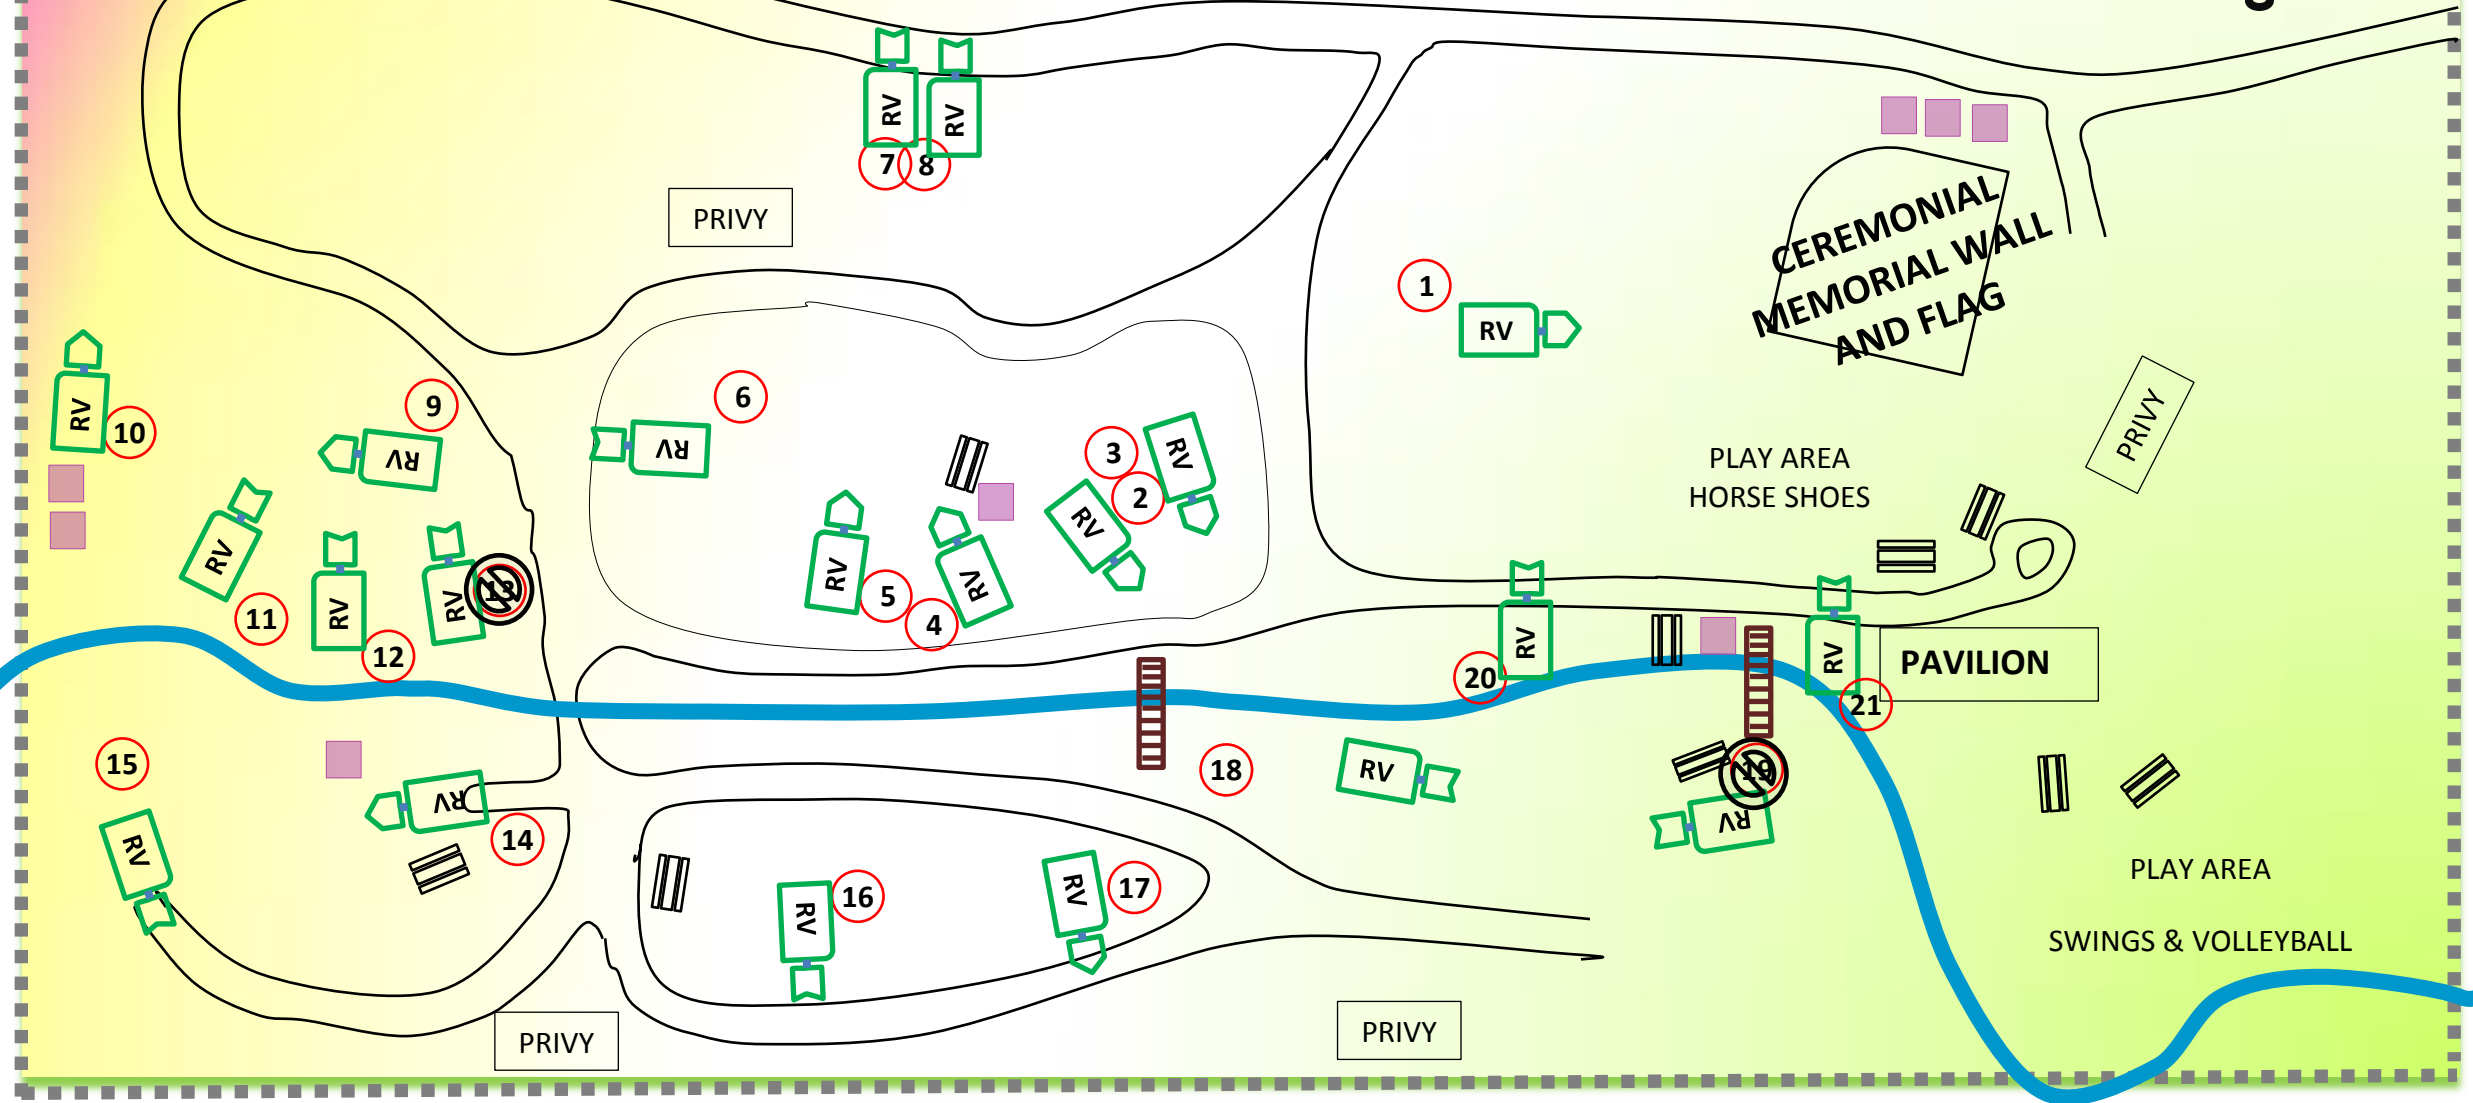 g
RV
RV
7
8
PRIVY
CEREMONIAL
MEMORIAL WALL
AND FLAG
1
RV
PRIVY
6
RV
9
RV
10
RV
3
2
RV
RV
PLAY AREA
HORSE SHOES
RV
11
RV
12
RV
13
RV
5
RV
4
RV
20
RV
RV
21
PAVILION
15
RV
RV
14
18
RV
19
RV
16
RV
17
RV
PLAY AREA
SWINGS & VOLLEYBALL
PRIVY
PRIVY